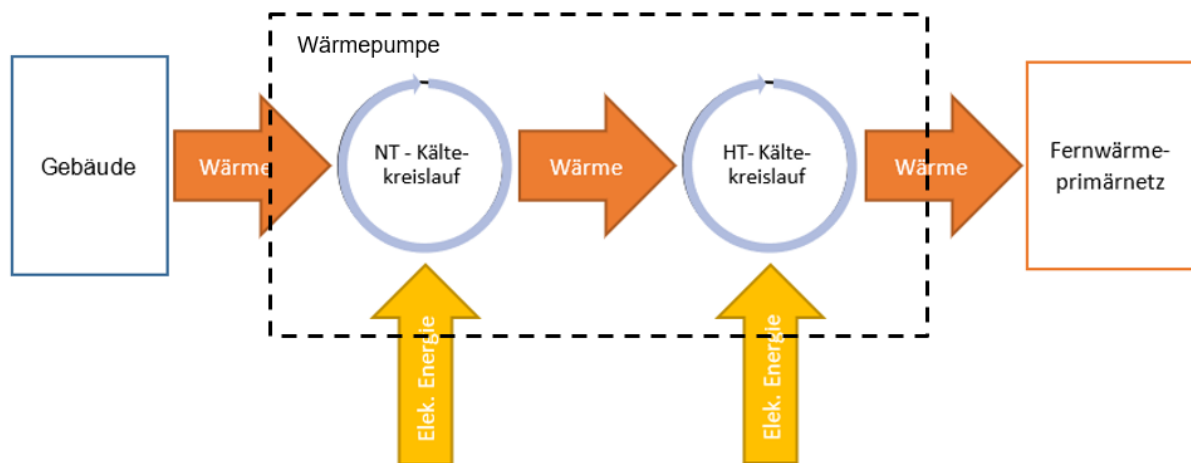 Wärmepumpe
Gebäude
Wärme
NT - Kälte-
kreislauf
Wärme
HT- Kälte-
kreislauf
Wärme
Fernwärme-
primärnetz
Elek. Energie
Elek. Energie